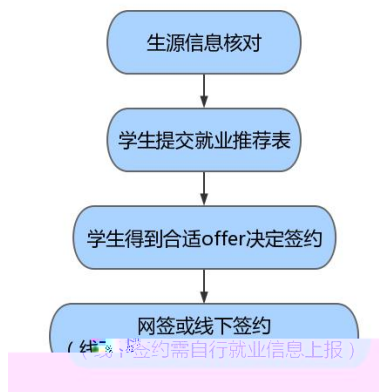 生源信息核对
学生提交就业推荐表
学生得到合适offer决定签约
网签或线下签约
（线下签约需自行就业信息上报）